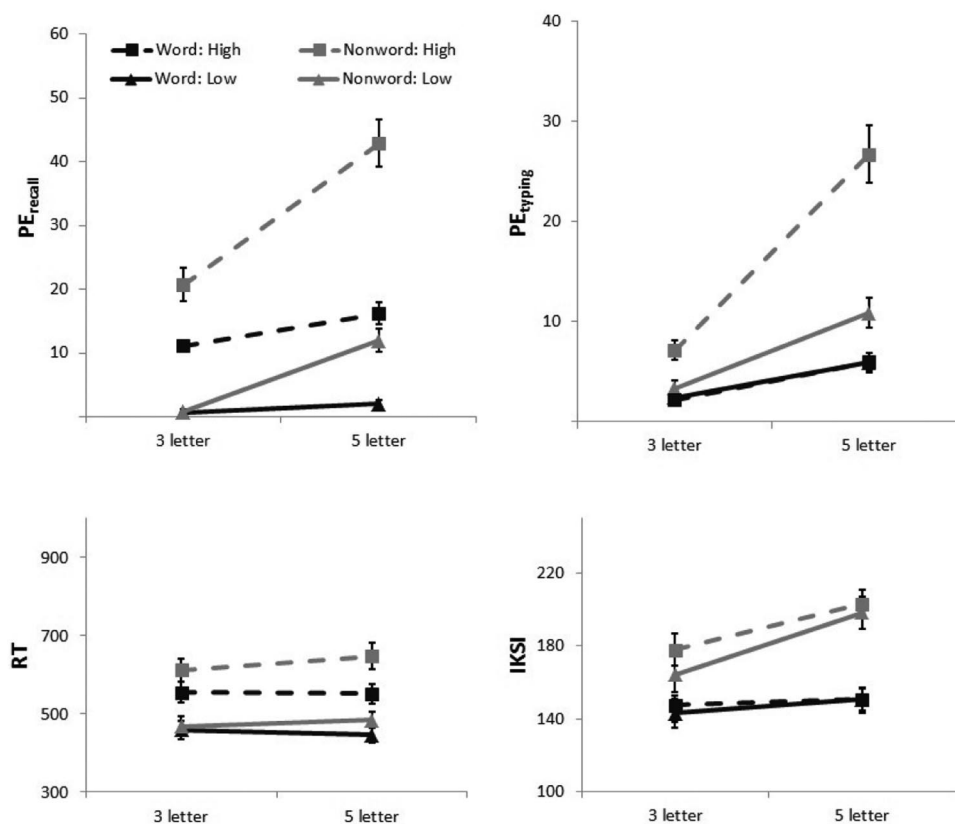 60
50
40
30
20
10
PErecall
Word: High
Nonword: High
Word: Low
Nonword: Low
3 letter
5 letter
40
30
20
10
PEtyping
3 letter
5 letter
900
700
500
300
RT
3 letter
5 letter
220
180
140
100
IKSI
3 letter
5 letter